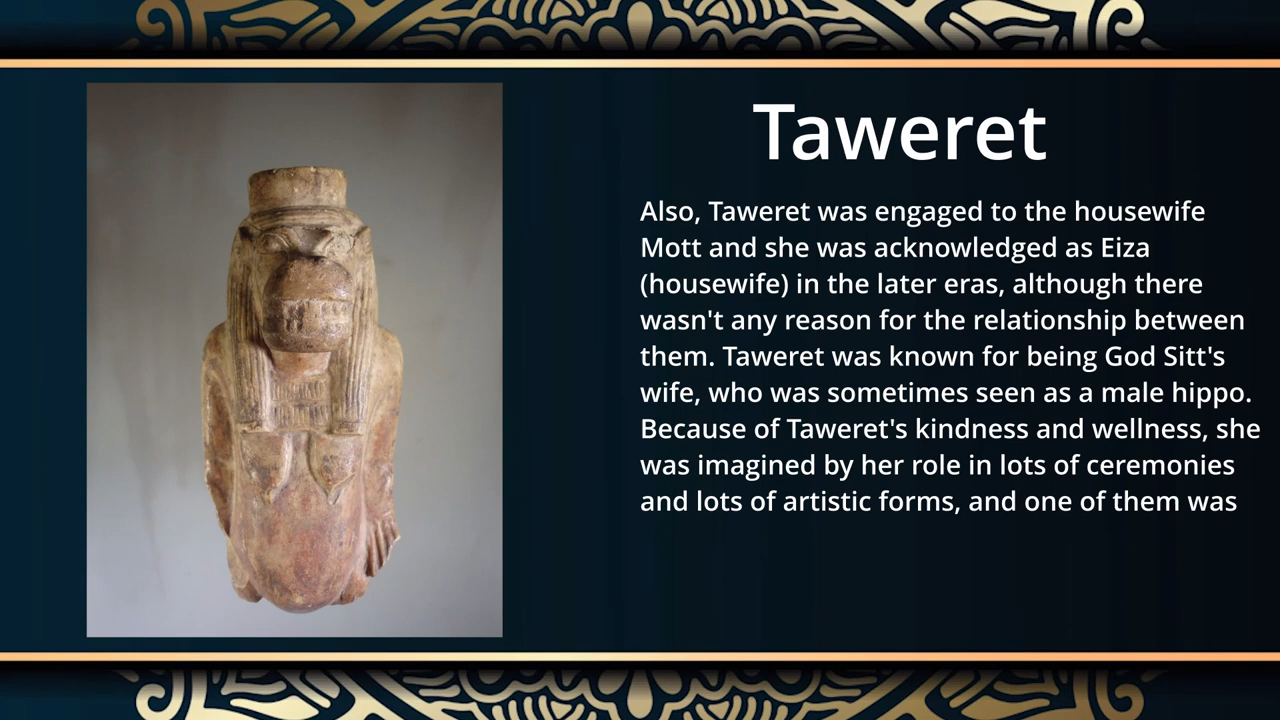 Taweret
Also, Taweret was engaged to the housewife
Mott and she was acknowledged as Eiza
(housewife) in the later eras, although there
wasn't any reason for the relationship between
them. Taweret was known for being God Sitt's
wife, who was sometimes seen as a male hippo.
Because of Taweret's kindness and wellness, she
was imagined by her role in lots of ceremonies
and lots of artistic forms, and one of them was